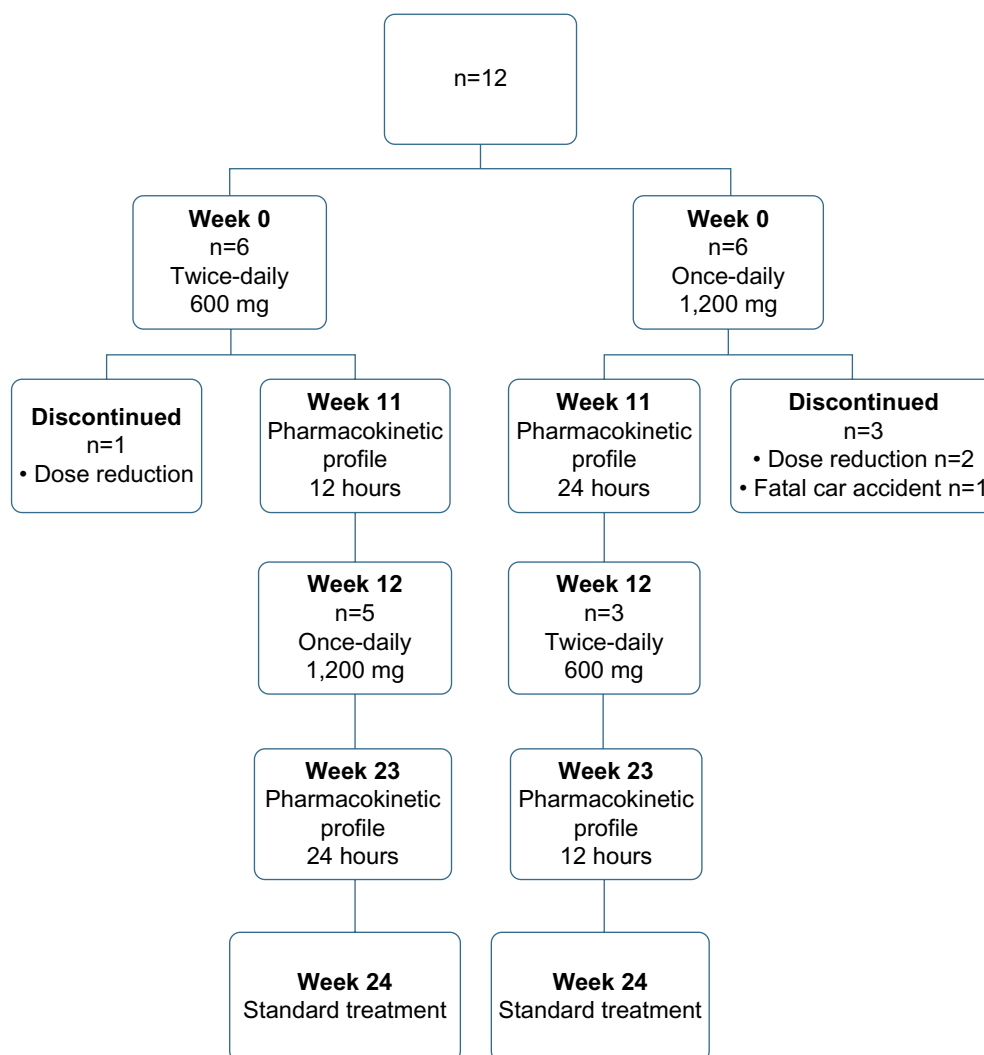 n=12
Week 0
n=6
Twice-daily
600 mg
Week 0
n=6
Once-daily
1,200 mg
Discontinued
n=1
• Dose reduction
Week 11
Pharmacokinetic
profile
12 hours
Week 11
Pharmacokinetic
profile
24 hours
Discontinued
n=3
• Dose reduction n=2
• Fatal car accident n=1
Week 12
n=5
Once-daily
1,200 mg
Week 12
n=3
Twice-daily
600 mg
Week 23
Pharmacokinetic
profile
24 hours
Week 23
Pharmacokinetic
profile
12 hours
Week 24
Standard treatment
Week 24
Standard treatment